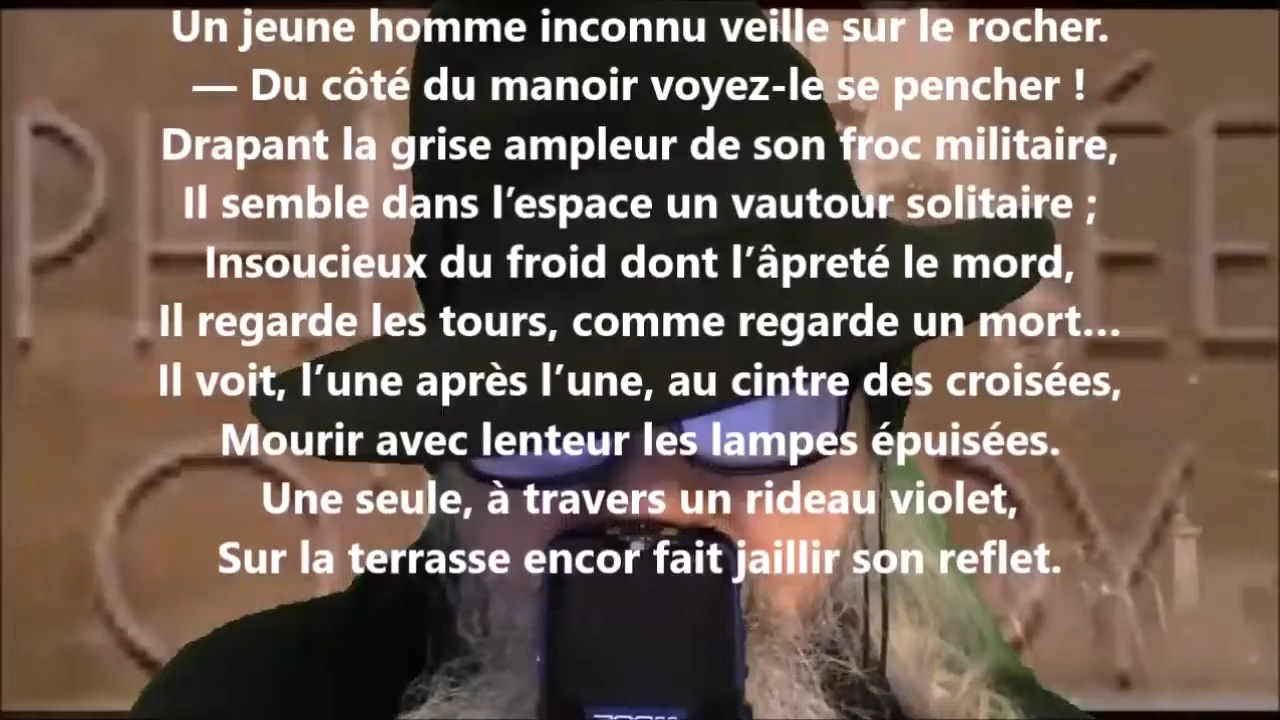 Un jeune homme inconnu veille sur le rocher.
— Du côté du manoir voyez-le se pencher !
Drapant la grise ampleur de son froc militaire,
Il semble dans l’espace un vautour solitaire ;
Insoucieux du froid dont l’âpreté le mord,
Il regarde les tours, comme regarde un mort…
Il voit, l’une après l’une, au cintre des croisées,
Mourir avec lenteur les lampes épuisées.
Une seule, à travers un rideau violet,
Sur la terrasse encor fait jaillir son reflet.